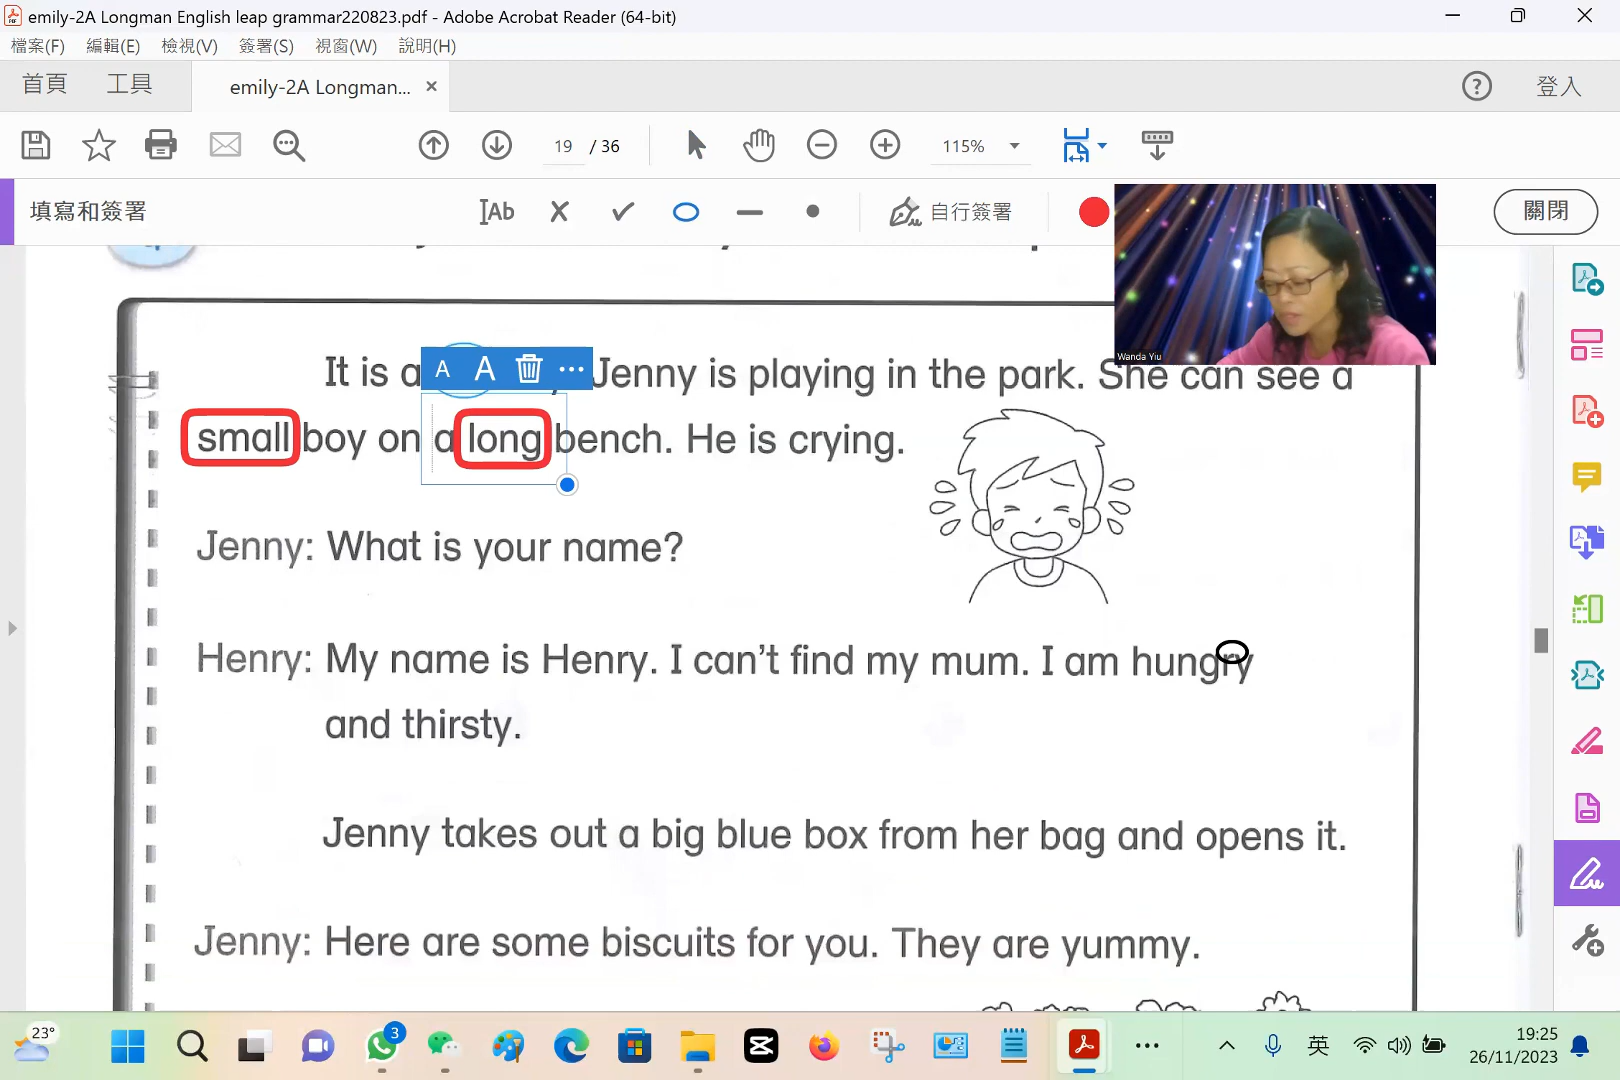 emily-2A Longman English leap grammar220823.pdf - Adobe Acrobat Reader (64-bit)
檔案(F) 編輯(E) 檢視(V) 簽署(S) 視窗(W) 說明(H)
首頁 工具 emily-2A Longman... × ? 登入
19 / 36 115%
填寫和簽署 Ab 自行簽署 關閉
Wanda Yiu
A A ...
It is a Jenny is playing in the park. She can see a
small boy on a long bench. He is crying.
Jenny: What is your name?
Henry: My name is Henry. I can't find my mum. I am hungry
and thirsty.
Jenny takes out a big blue box from her bag and opens it.
Jenny: Here are some biscuits for you. They are yummy.
23° 3 英 19:25
26/11/2023